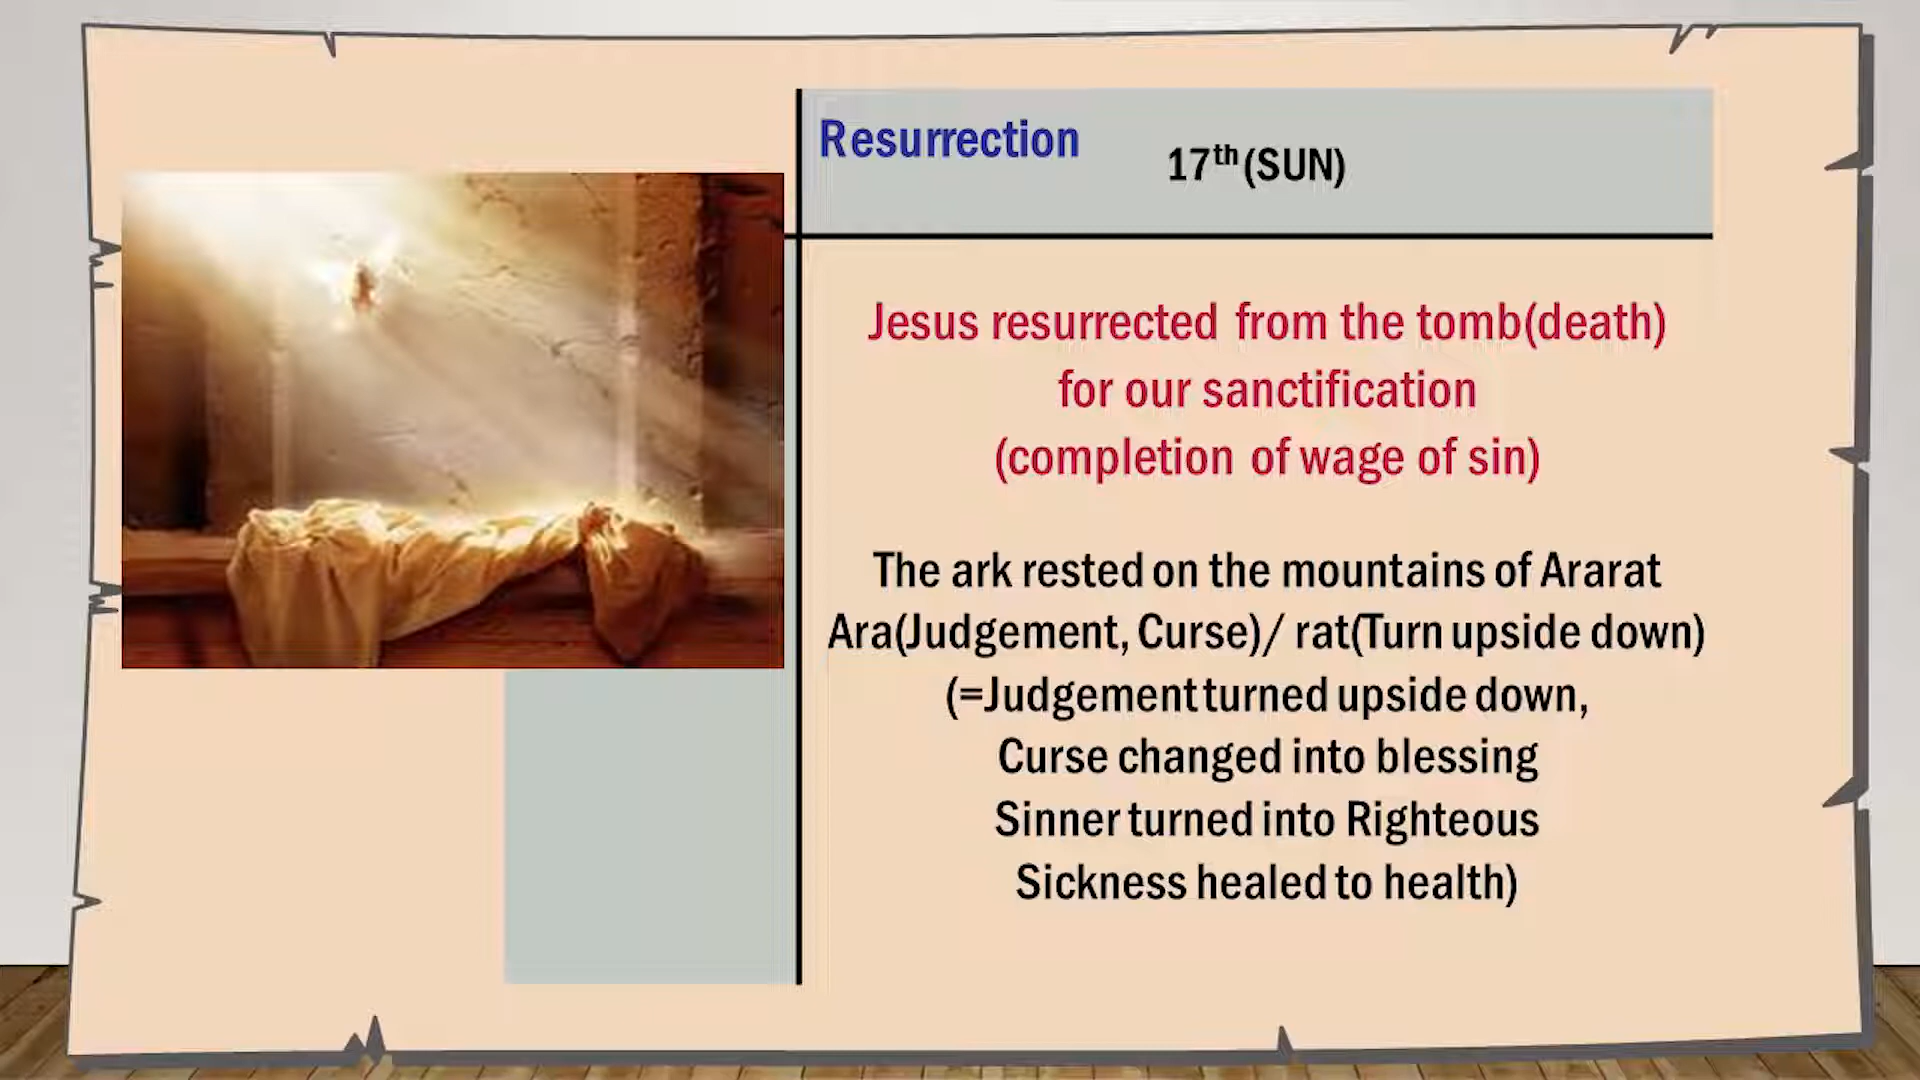 Resurrection
17th(SUN)
Jesus resurrected from the tomb(death)
for our sanctification
(completion of wage of sin)
The ark rested on the mountains of Ararat
Ara(Judgement, Curse)/ rat(Turn upside down)
(=Judgement turned upside down,
Curse changed into blessing
Sinner turned into Righteous
Sickness healed to health)